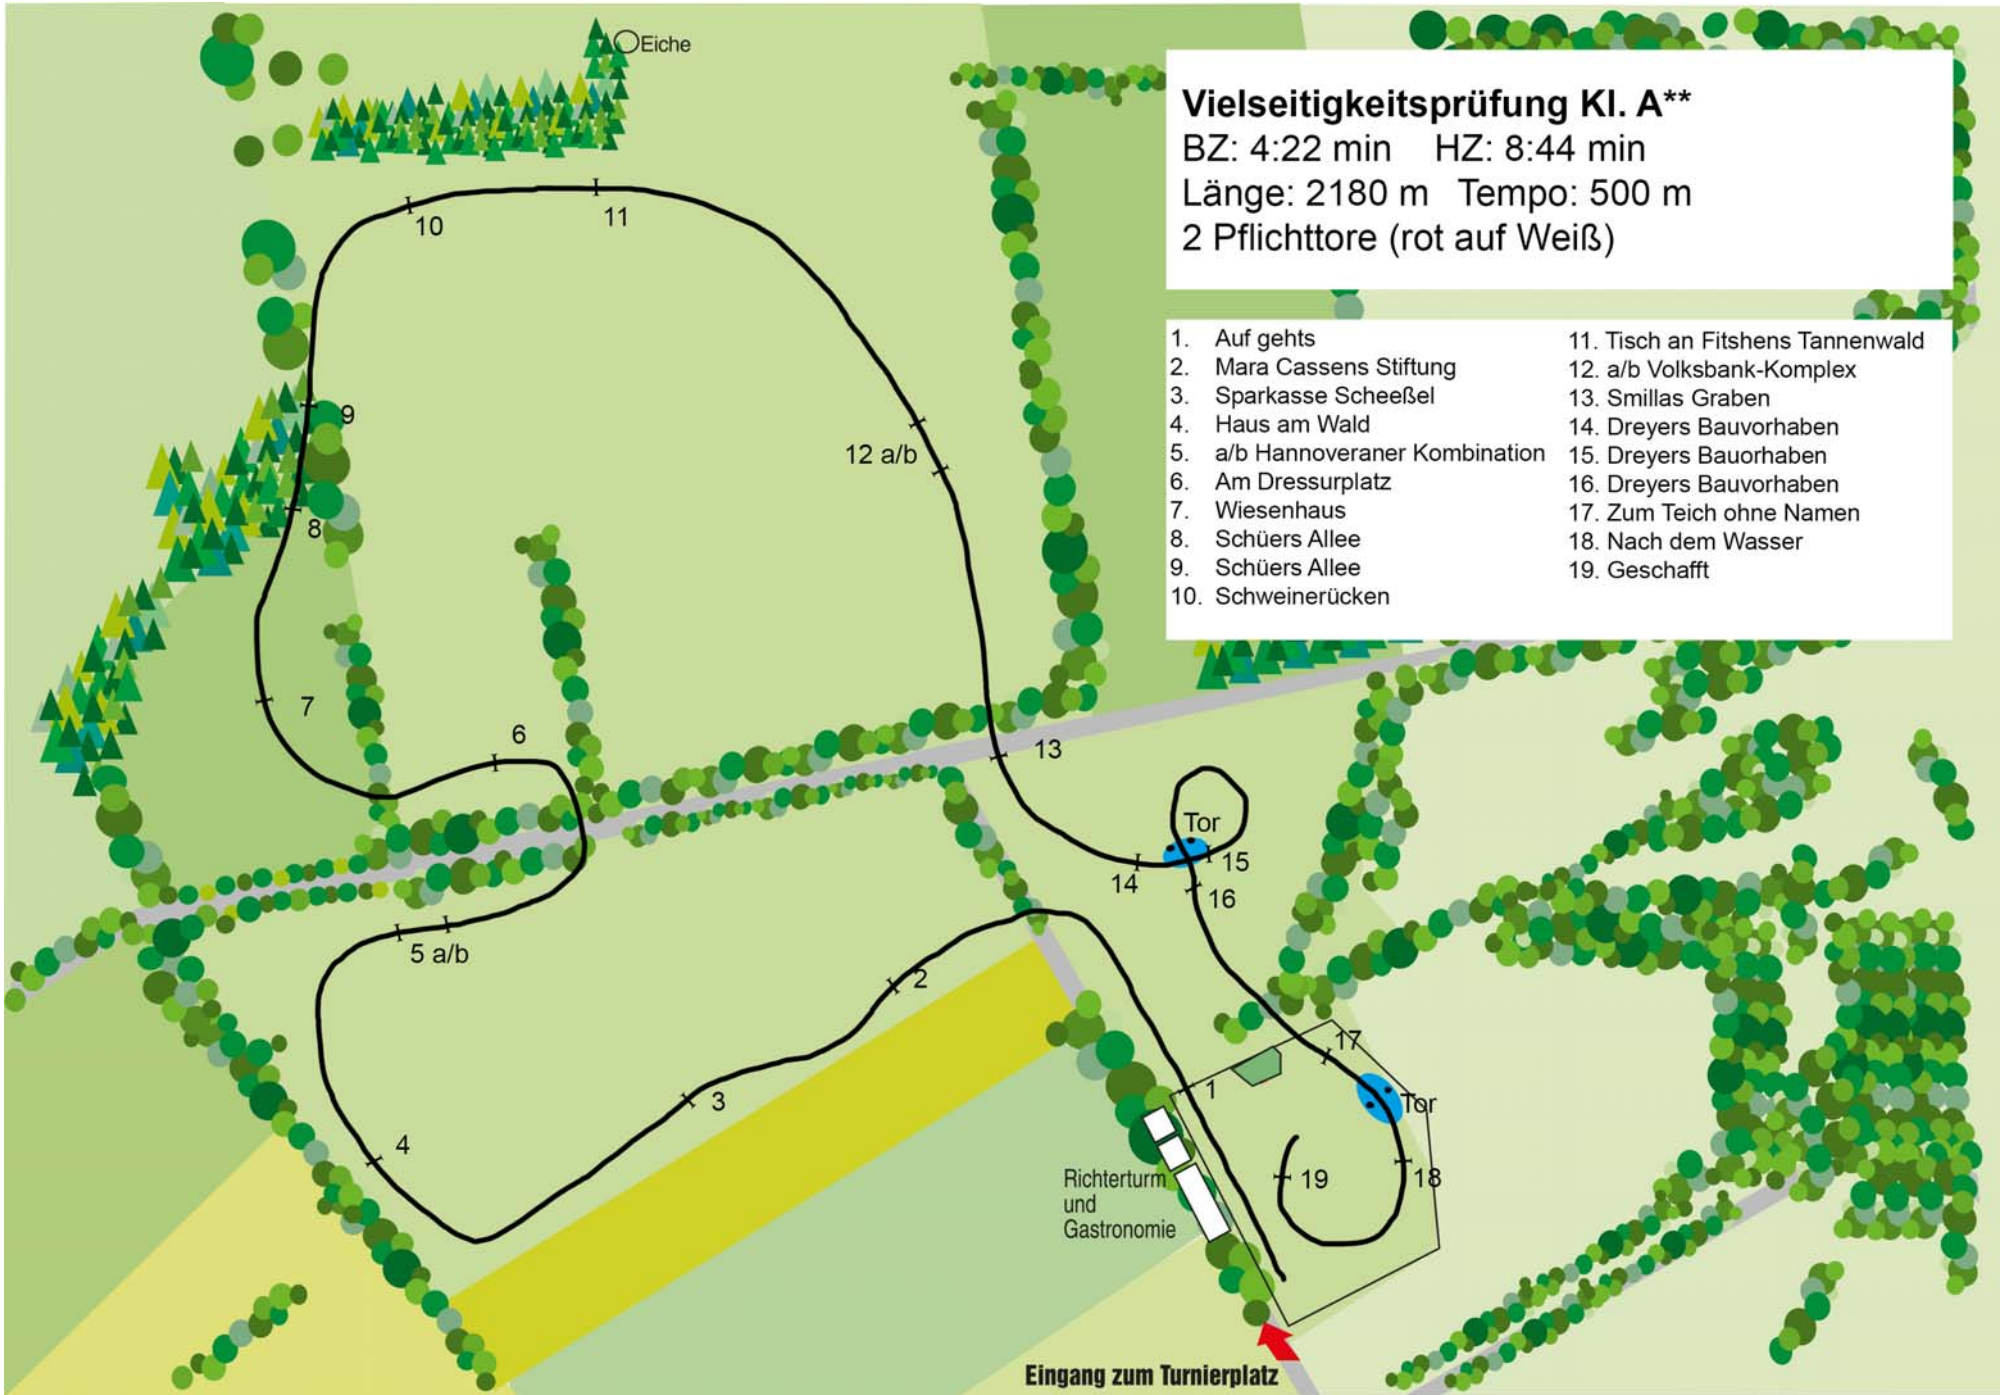 Eiche
Vielseitigkeitsprüfung Kl. A**
BZ: 4:22 min HZ: 8:44 min
Länge: 2180 m Tempo: 500 m
2 Pflichttore (rot auf Weiß)
1. Auf gehts
2. Mara Cassens Stiftung
3. Sparkasse Scheeßel
4. Haus am Wald
5. a/b Hannoveraner Kombination
6. Am Dressurplatz
7. Wiesenhaus
8. Schüers Allee
9. Schüers Allee
10. Schweinerücken
11. Tisch an Fitshens Tannenwald
12. a/b Volksbank-Komplex
13. Smillas Graben
14. Dreyers Bauvorhaben
15. Dreyers Bauorhaben
16. Dreyers Bauvorhaben
17. Zum Teich ohne Namen
18. Nach dem Wasser
19. Geschafft
10
11
9
12 a/b
8
7
6
13
Tor
15
14
16
5 a/b
2
17
1
3
Tor
4
19
18
Richterturm
und
Gastronomie
Eingang zum Turnierplatz